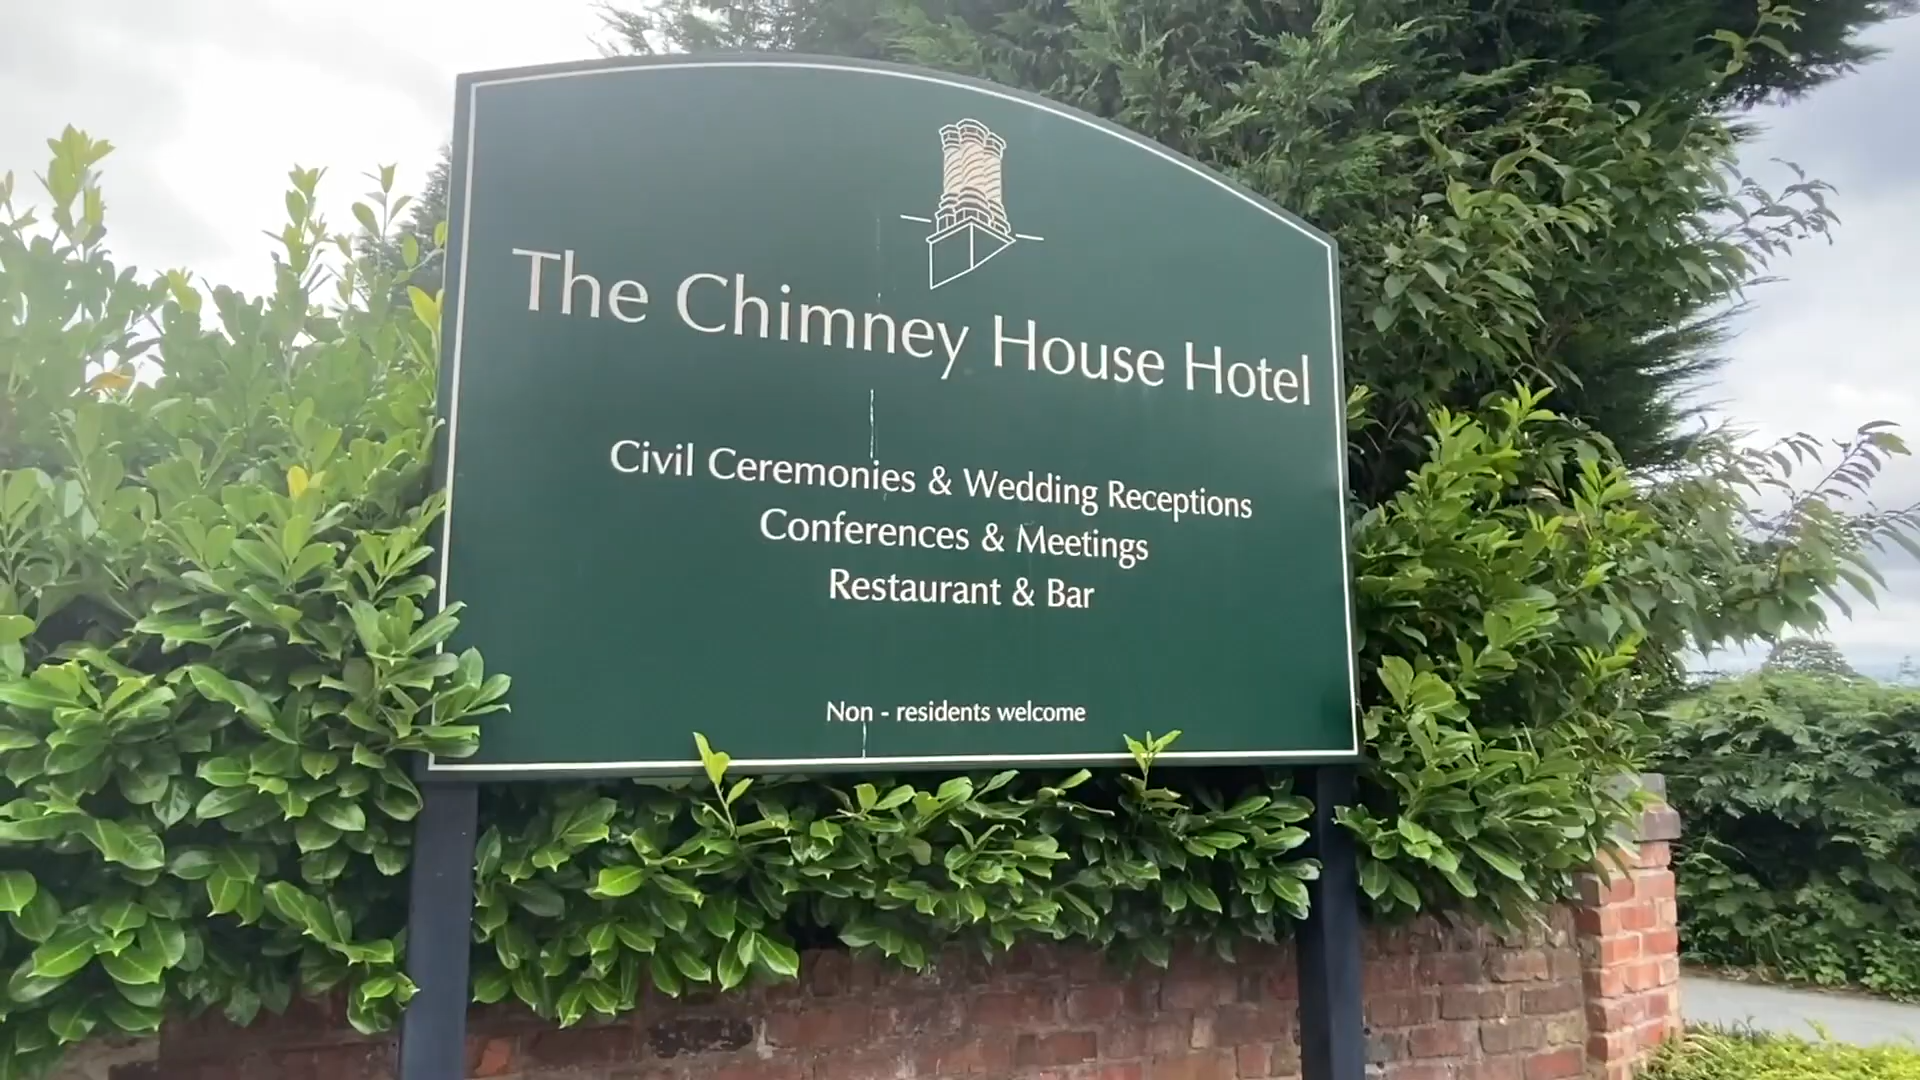 The Chimney House Hotel
Civil Ceremonies & Wedding Receptions
Conferences & Meetings
Restaurant & Bar
Non - residents welcome